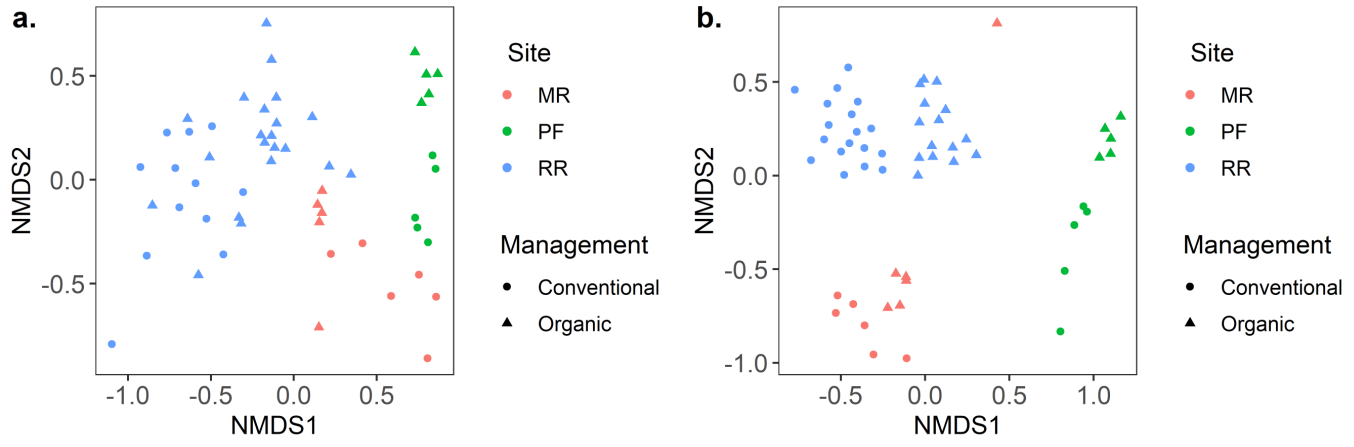 a.
NMDS2
0.5
0.0
-0.5
-1.0 -0.5 0.0 0.5
NMDS1
Site
MR
PF
RR
Management
Conventional
Organic
b.
NMDS2
0.5
0.0
-0.5
-1.0
-0.5 0.0 0.5 1.0
NMDS1
Site
MR
PF
RR
Management
Conventional
Organic